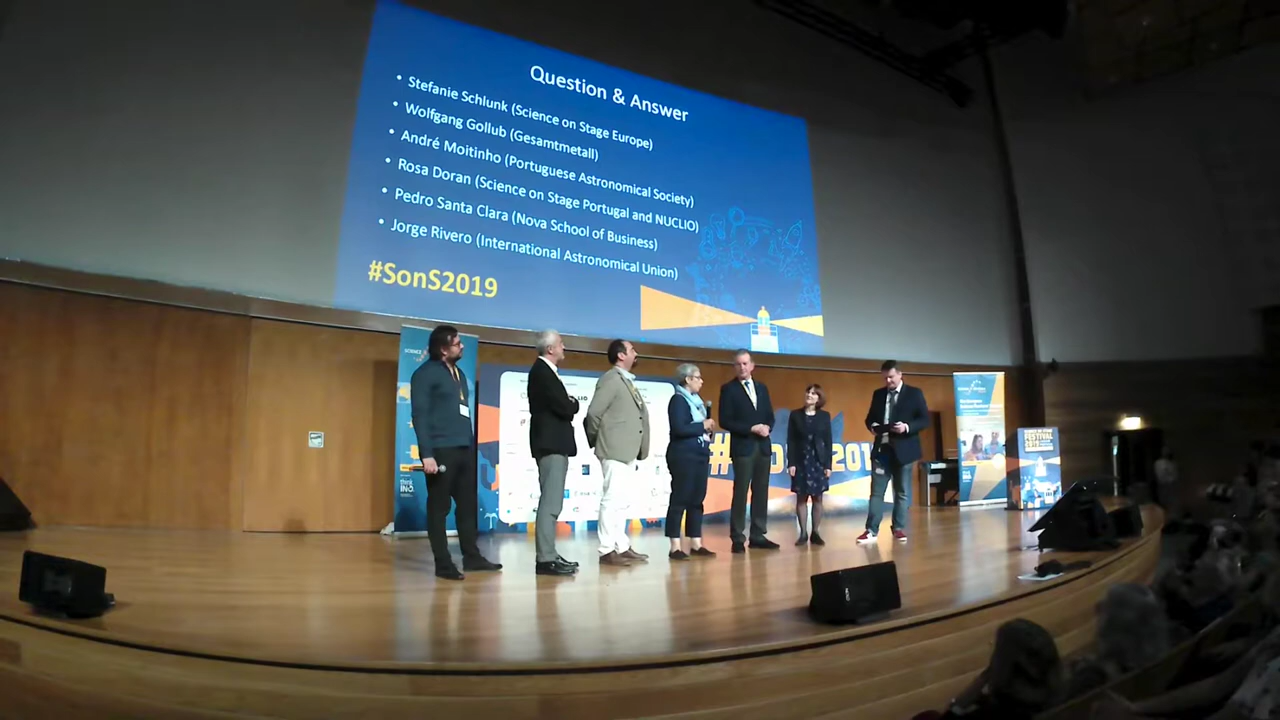 Question & Answer
• Stefanie Schlunk (Science on Stage Europe)
• Wolfgang Gollub (Gesamtmetall)
• André Moitinho (Portuguese Astronomical Society)
• Rosa Doran (Science on Stage Portugal and NUCLIO)
• Pedro Santa Clara (Nova School of Business)
• Jorge Rivero (International Astronomical Union)
#SonS2019
FESTIVAL